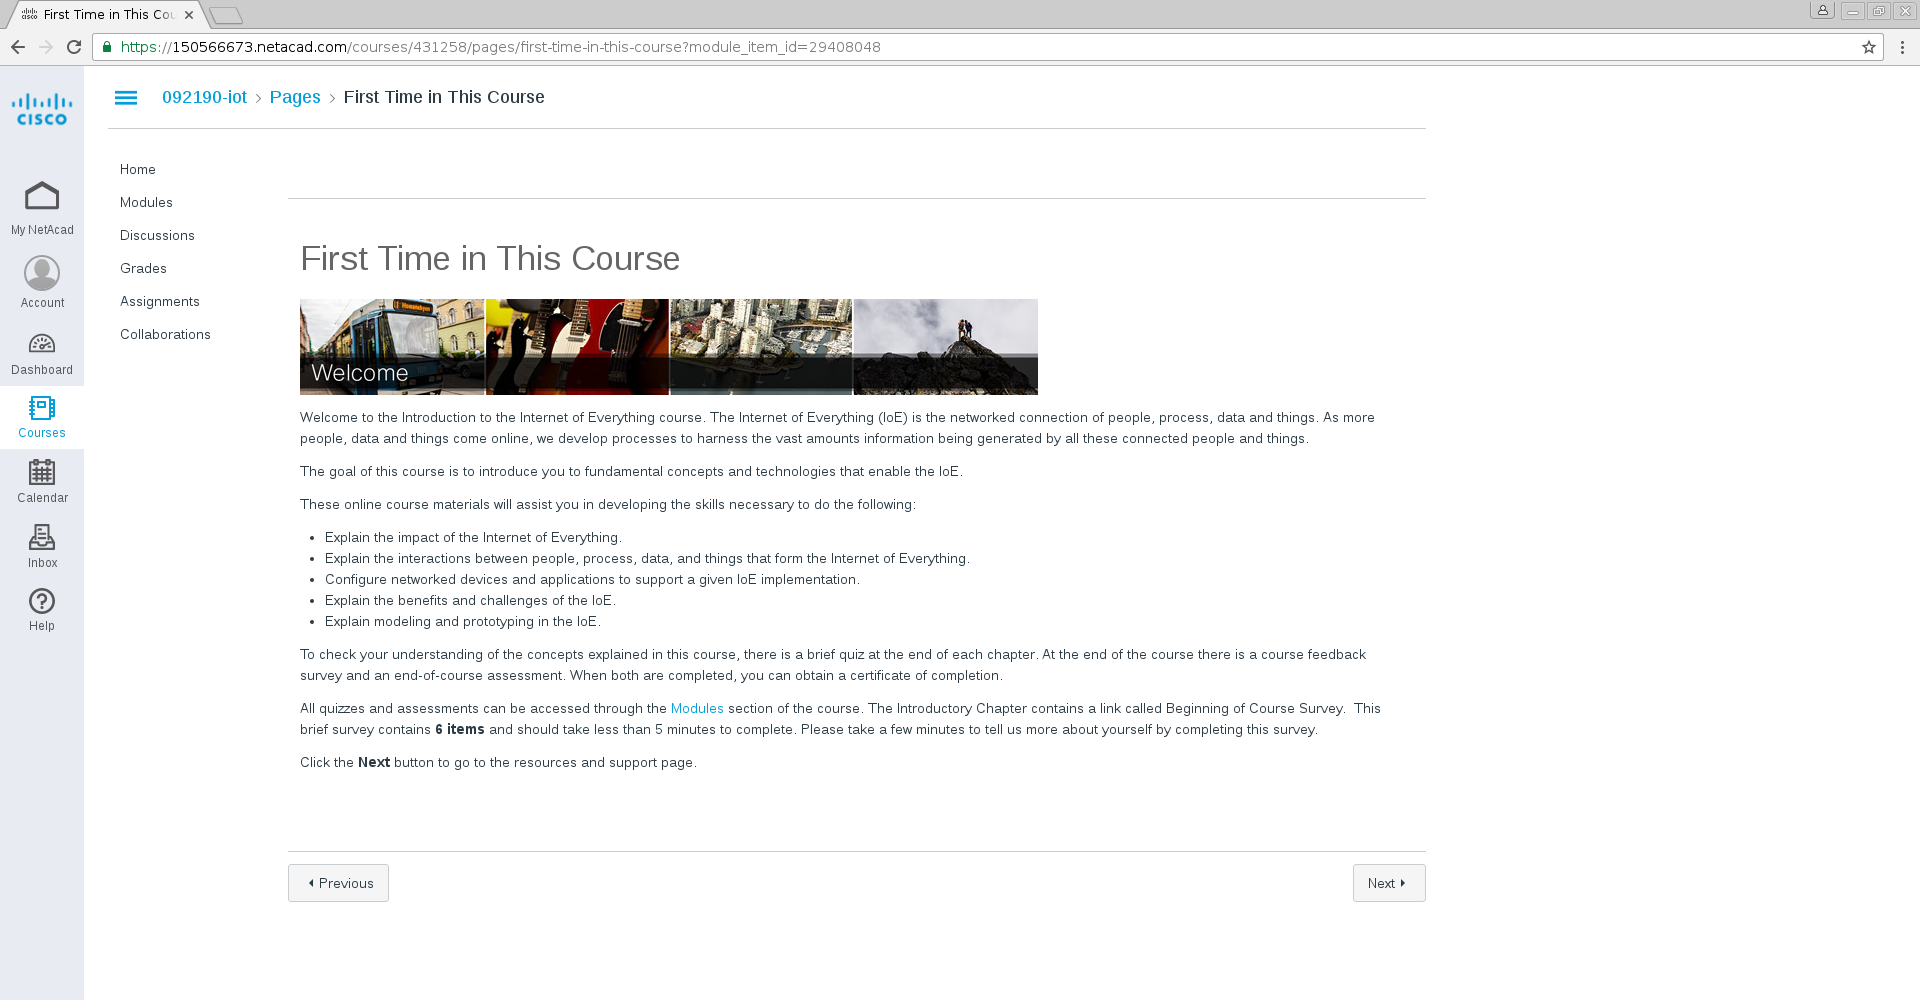 First Time in This Cou
https://150566673.netacad.com/courses/431258/pages/first-time-in-this-course?module_item_id=29408048
CISCO
092190-iot › Pages › First Time in This Course
My NetAcad
Account
Dashboard
Courses
Calendar
Inbox
Help
Home
Modules
Discussions
Grades
Assignments
Collaborations
First Time in This Course
Welcome
Welcome to the Introduction to the Internet of Everything course. The Internet of Everything (IoE) is the networked connection of people, process, data and things. As more
people, data and things come online, we develop processes to harness the vast amounts information being generated by all these connected people and things.
The goal of this course is to introduce you to fundamental concepts and technologies that enable the IoE.
These online course materials will assist you in developing the skills necessary to do the following:
• Explain the impact of the Internet of Everything.
• Explain the interactions between people, process, data, and things that form the Internet of Everything.
• Configure networked devices and applications to support a given IoE implementation.
• Explain the benefits and challenges of the IoE.
• Explain modeling and prototyping in the IoE.
To check your understanding of the concepts explained in this course, there is a brief quiz at the end of each chapter. At the end of the course there is a course feedback
survey and an end-of-course assessment. When both are completed, you can obtain a certificate of completion.
All quizzes and assessments can be accessed through the Modules section of the course. The Introductory Chapter contains a link called Beginning of Course Survey. This
brief survey contains 6 items and should take less than 5 minutes to complete. Please take a few minutes to tell us more about yourself by completing this survey.
Click the Next button to go to the resources and support page.
Previous
Next